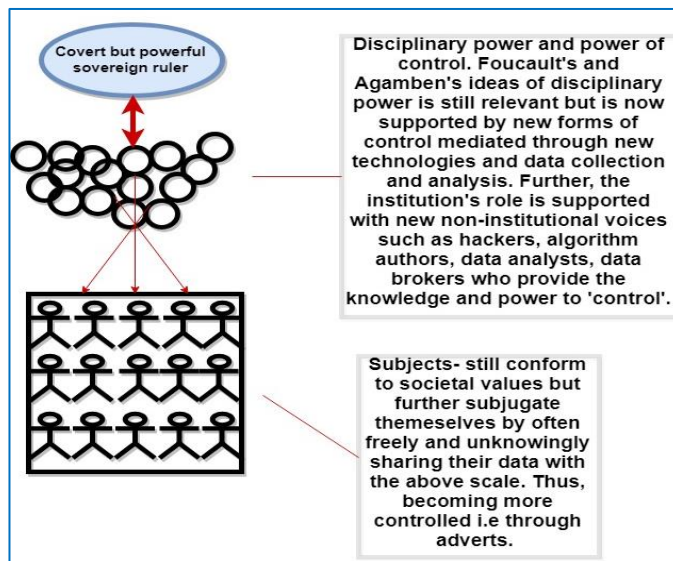 Covert but powerful
sovereign ruler
Disciplinary power and power of
control. Foucault's and
Agamben's ideas of disciplinary
power is still relevant but is now
supported by new forms of
control mediated through new
technologies and data collection
and analysis. Further, the
institution's role is supported
with new non-institutional voices
such as hackers, algorithm
authors, data analysts, data
brokers who provide the
knowledge and power to 'control'.
Subjects- still conform
to societal values but
further subjugate
themeselves by often
freely and unknowingly
sharing their data with
the above scale. Thus,
becoming more
controlled i.e through
adverts.